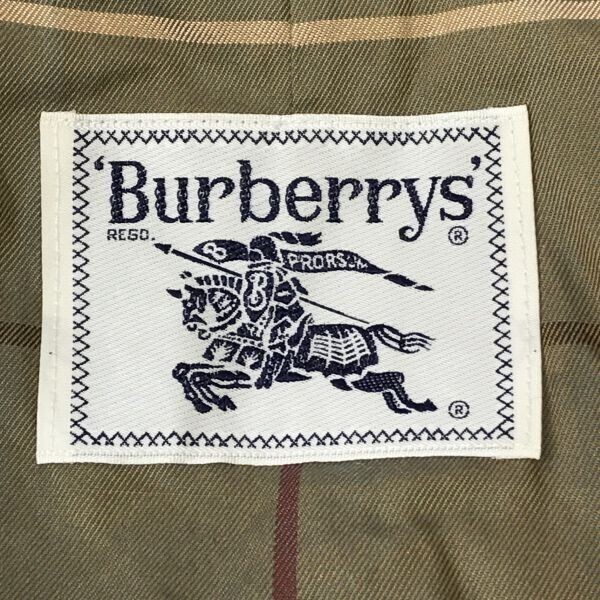 'Burberrys'
REGD. ®
B PRORSUM
B
®